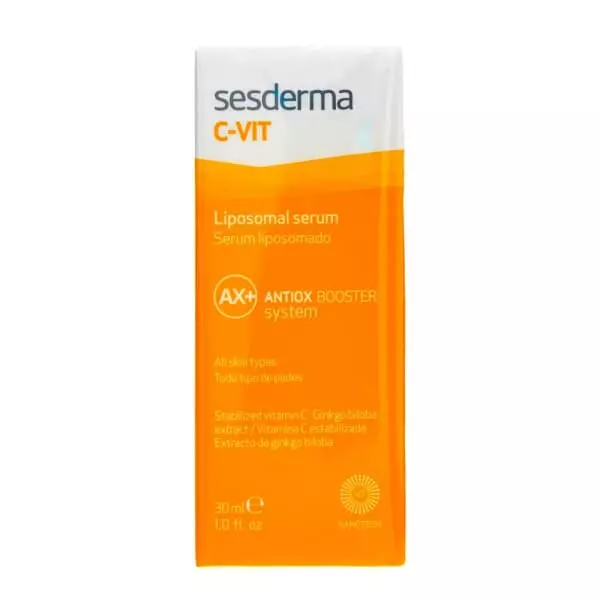 sesderma
C-VIT
Liposomal serum
Serum liposomado
AX+
ANTIOX BOOSTER
system
All skin types
Todo tipo de pieles
Stabilized vitamin C · Ginkgo biloba
extract / Vitamina C estabilizada
Extracto de ginkgo biloba
30 ml e
1.0 fl. oz
NANOTECH